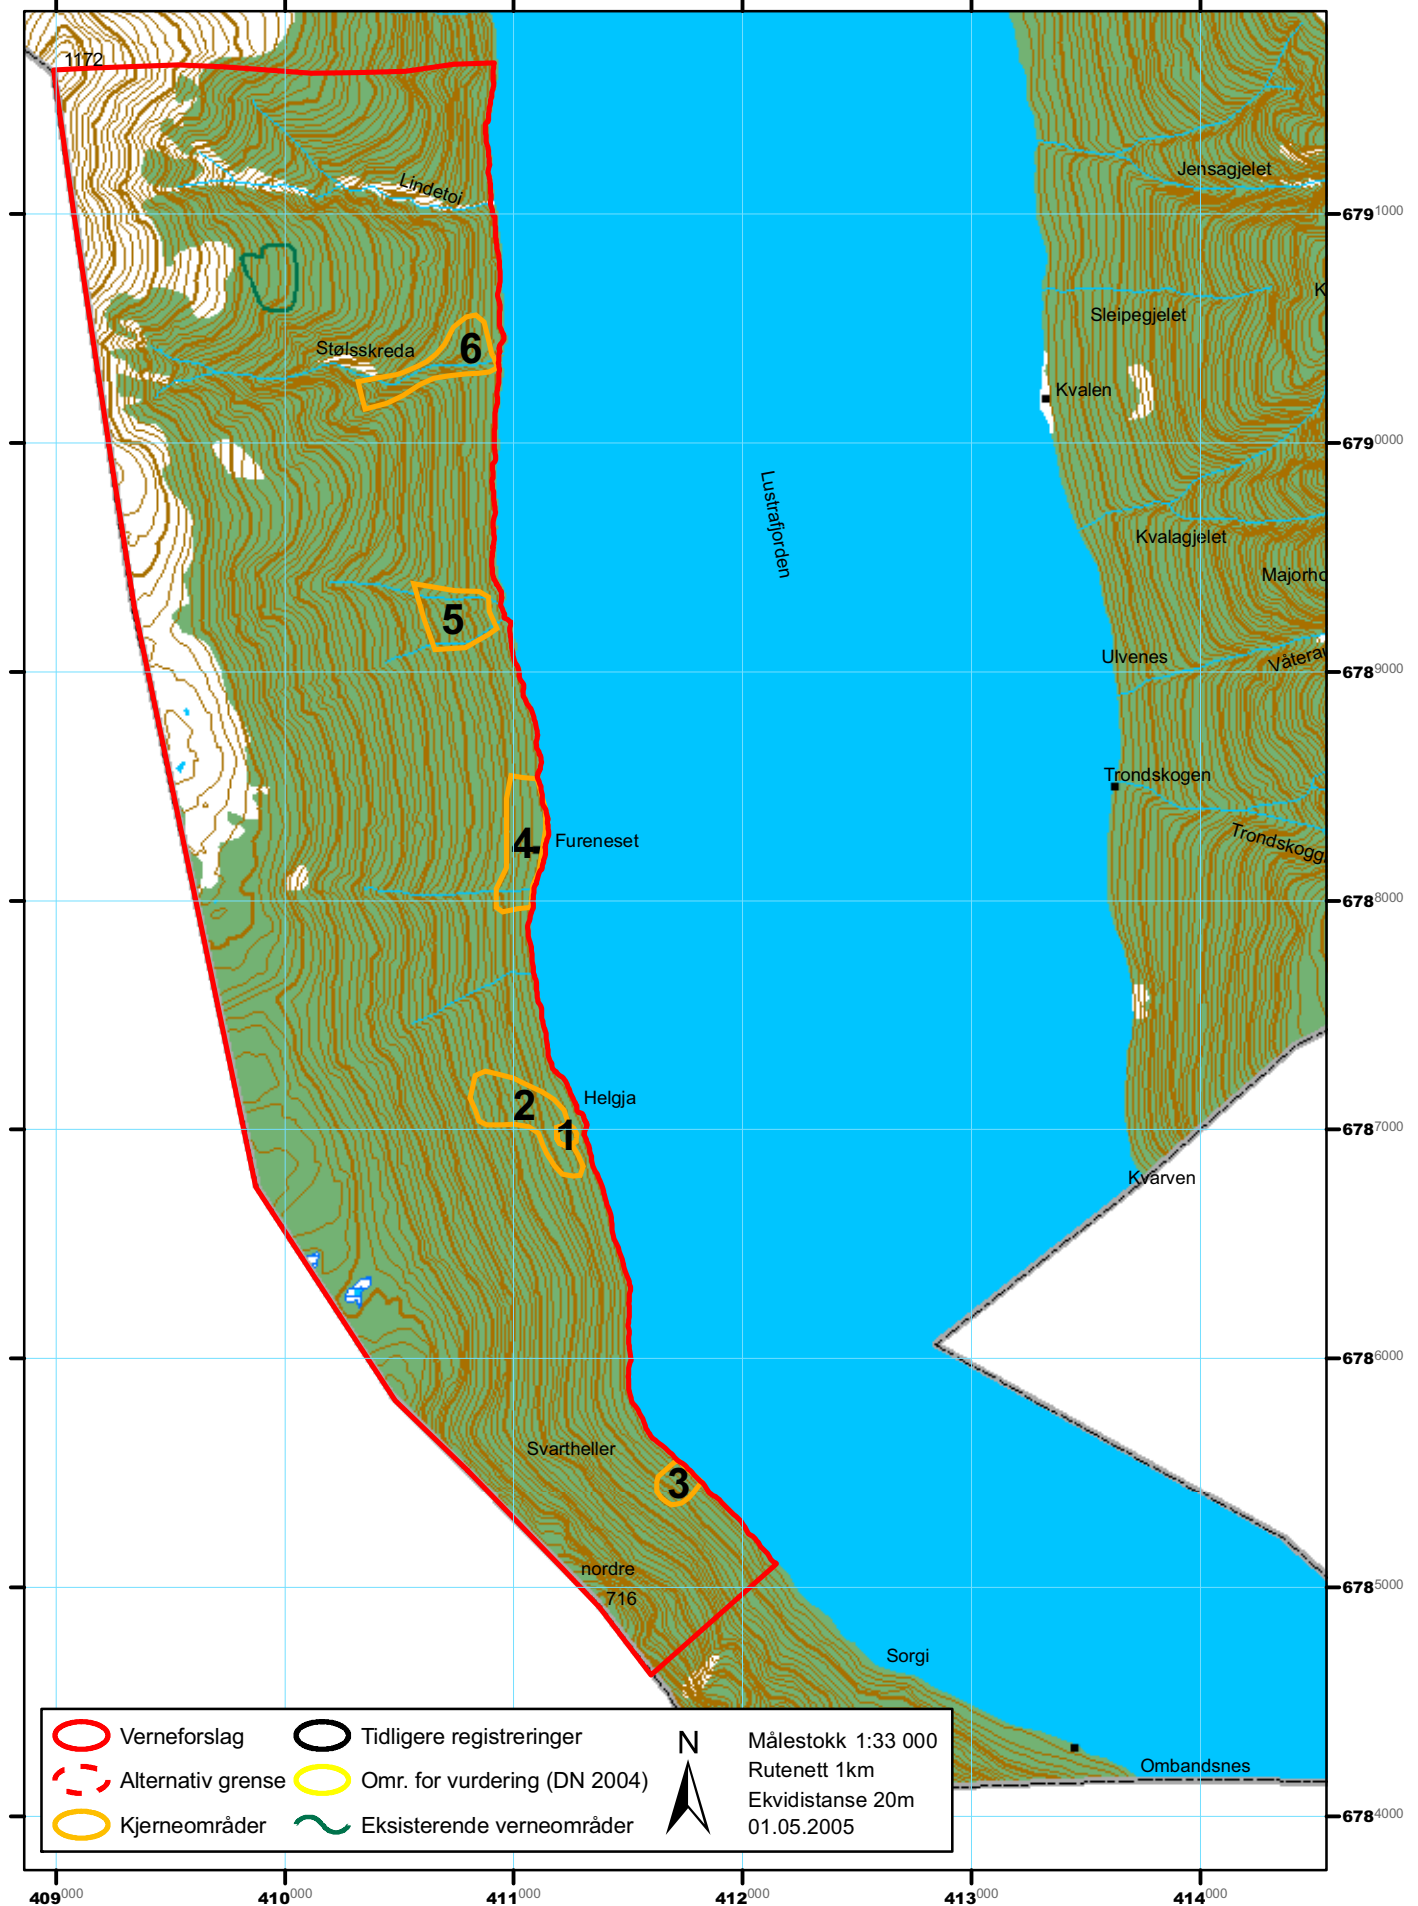 1172
Lindetoi
Jensagjelet
6791000
K
Sleipegjelet
Stølsskreda
6
Kvalen
6790000
Lustrafjorden
Kvalagjelet
Majorho
5
Ulvenes
Våterau
6789000
Trondskogen
4
Fureneset
Trondskogg
6788000
2
Helgja
1
6787000
Kvarven
6786000
Svartheller
3
nordre
716
6785000
Sorgi
Ombandsnes
6784000
Verneforslag
Alternativ grense
Kjerneområder
Tidligere registreringer
Omr. for vurdering (DN 2004)
Eksisterende verneområder
N
Målestokk 1:33 000
Rutenett 1km
Ekvidistanse 20m
01.05.2005
409000 410000 411000 412000 413000 414000